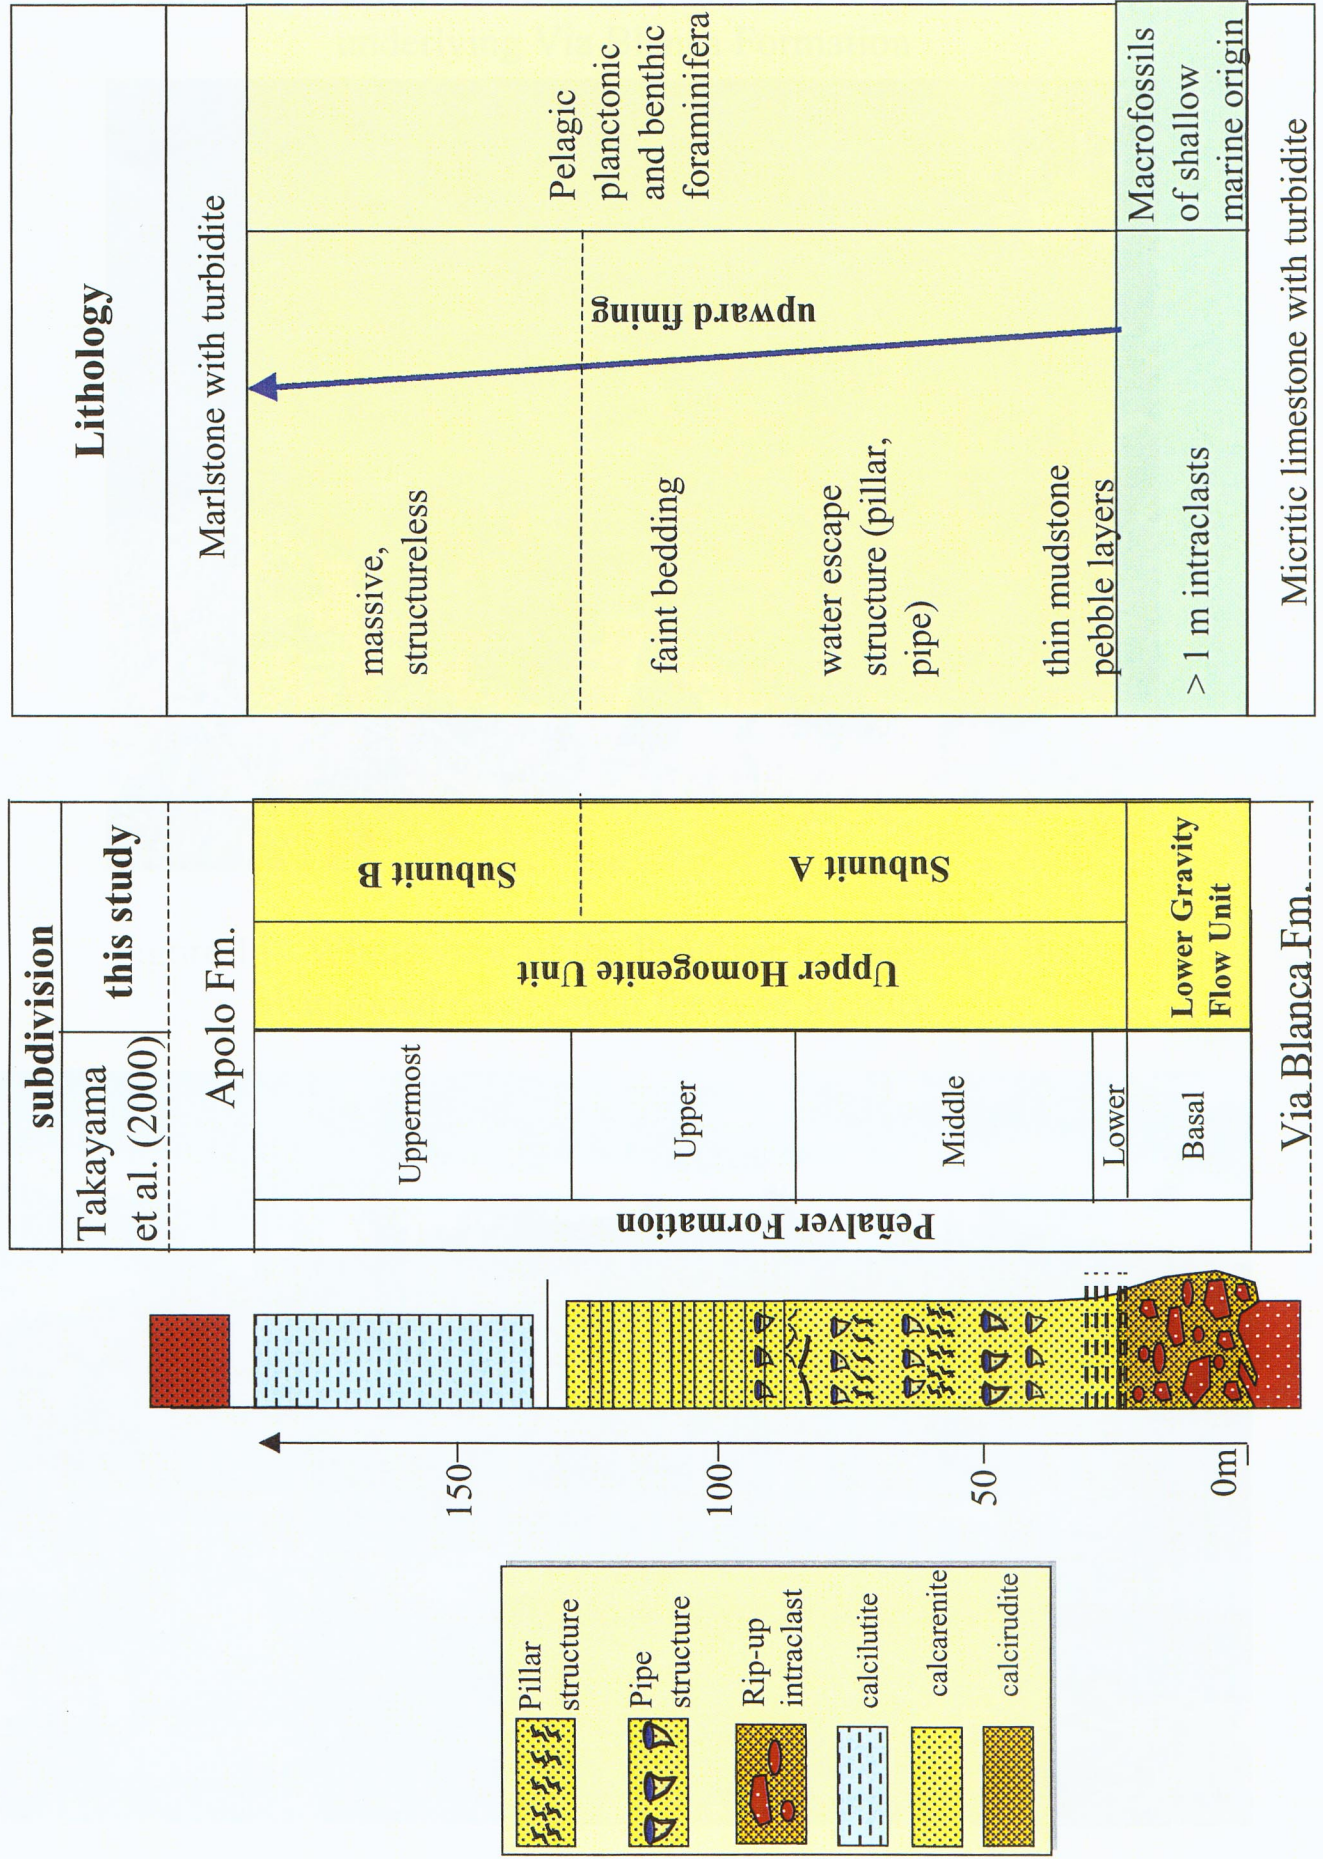 subdivision
Takayama
et al. (2000)
this study
Lithology
Apolo Fm.
Marlstone with turbidite
Peñalver Formation
Uppermost
Upper
Middle
Lower
Basal
Upper Homogenite Unit
Lower Gravity
Flow Unit
Subunit B
Subunit A
massive,
structureless
faint bedding
water escape
structure (pillar,
pipe)
thin mudstone
pebble layers
> 1 m intraclasts
upward fining
Pelagic
planctonic
and benthic
foraminifera
Macrofossils
of shallow
marine origin
Via Blanca Fm.
Micritic limestone with turbidite
150
100
50
0m
Pillar
structure
Pipe
structure
Rip-up
intraclast
calcilutite
calcarenite
calcirudite